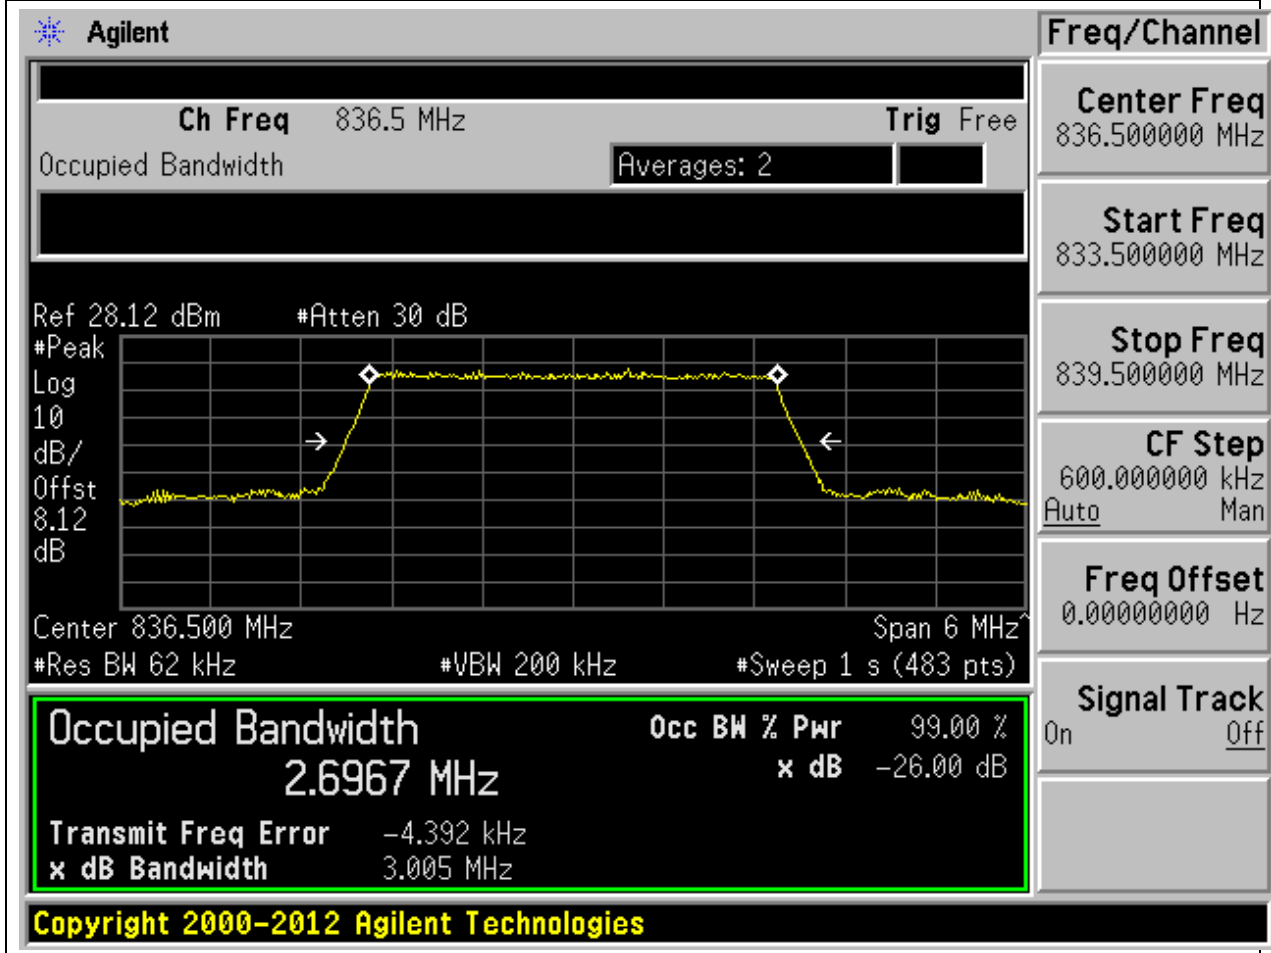 Agilent
Freq/Channel
Ch Freq 836.5 MHz Trig Free
Occupied Bandwidth Averages: 2
Ref 28.12 dBm #Atten 30 dB
#Peak
Log
10
dB/
Offst
8.12
dB
Center 836.500 MHz Span 6 MHz^
#Res BW 62 kHz #VBW 200 kHz #Sweep 1 s (483 pts)
Occupied Bandwidth
2.6967 MHz
Occ BW % Pwr 99.00 %
x dB -26.00 dB
Transmit Freq Error -4.392 kHz
x dB Bandwidth 3.005 MHz
Copyright 2000-2012 Agilent Technologies
Center Freq
836.500000 MHz
Start Freq
833.500000 MHz
Stop Freq
839.500000 MHz
CF Step
600.000000 kHz
Auto Man
Freq Offset
0.00000000 Hz
Signal Track
On Off